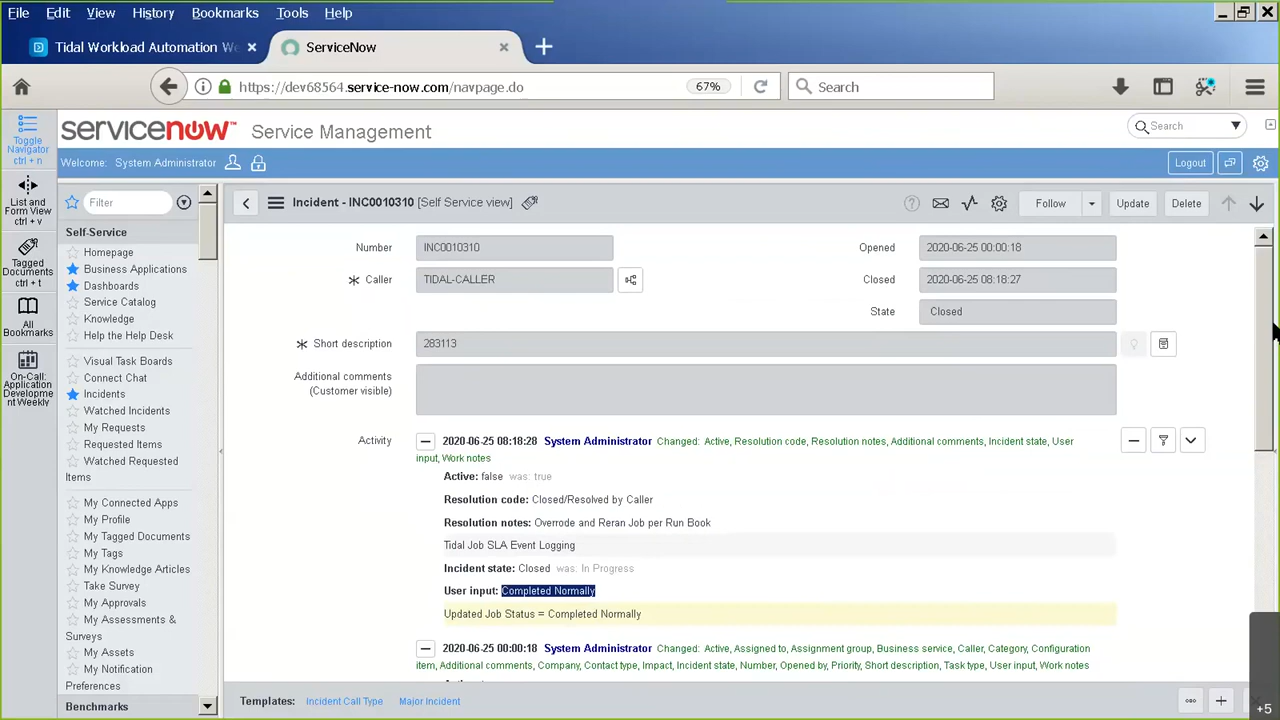 File Edit View History Bookmarks Tools Help
Tidal Workload Automation We
ServiceNow
https://dev68564.service-now.com/navpage.do
67%
Search
Toggle
Navigator
ctrl + n
List and
Form View
ctrl + v
Tagged
Documents
ctrl + t
All
Bookmarks
On-Call:
Application
Developme
nt Weekly
servicenow™ Service Management
Search
Welcome: System Administrator
Logout
Filter
Self-Service
Homepage
Business Applications
Dashboards
Service Catalog
Knowledge
Help the Help Desk
Visual Task Boards
Connect Chat
Incidents
Watched Incidents
My Requests
Requested Items
Watched Requested
Items
My Connected Apps
My Profile
My Tagged Documents
My Tags
My Knowledge Articles
Take Survey
My Approvals
My Assessments &
Surveys
My Assets
My Notification
Preferences
Benchmarks
Incident - INC0010310 [Self Service view]
Follow Update Delete
Number INC0010310
Opened 2020-06-25 00:00:18
Caller TIDAL-CALLER
Closed 2020-06-25 08:18:27
State Closed
Short description 283113
Additional comments
(Customer visible)
Activity
2020-06-25 08:18:28 System Administrator Changed: Active, Resolution code, Resolution notes, Additional comments, Incident state, User
input, Work notes
Active: false was: true
Resolution code: Closed/Resolved by Caller
Resolution notes: Overrode and Reran Job per Run Book
Tidal Job SLA Event Logging
Incident state: Closed was: In Progress
User input: Completed Normally
Updated Job Status = Completed Normally
2020-06-25 00:00:18 System Administrator Changed: Active, Assigned to, Assignment group, Business service, Caller, Category, Configuration
item, Additional comments, Company, Contact type, Impact, Incident state, Number, Opened by, Priority, Short description, Task type, User input, Work notes
Templates: Incident Call Type Major Incident
+5